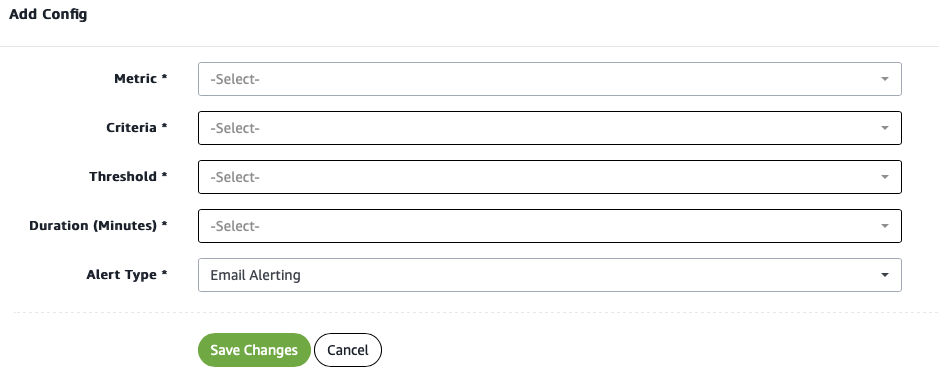 Add Config
Metric * -Select-
Criteria * -Select-
Threshold * -Select-
Duration (Minutes) * -Select-
Alert Type * Email Alerting
Save Changes Cancel